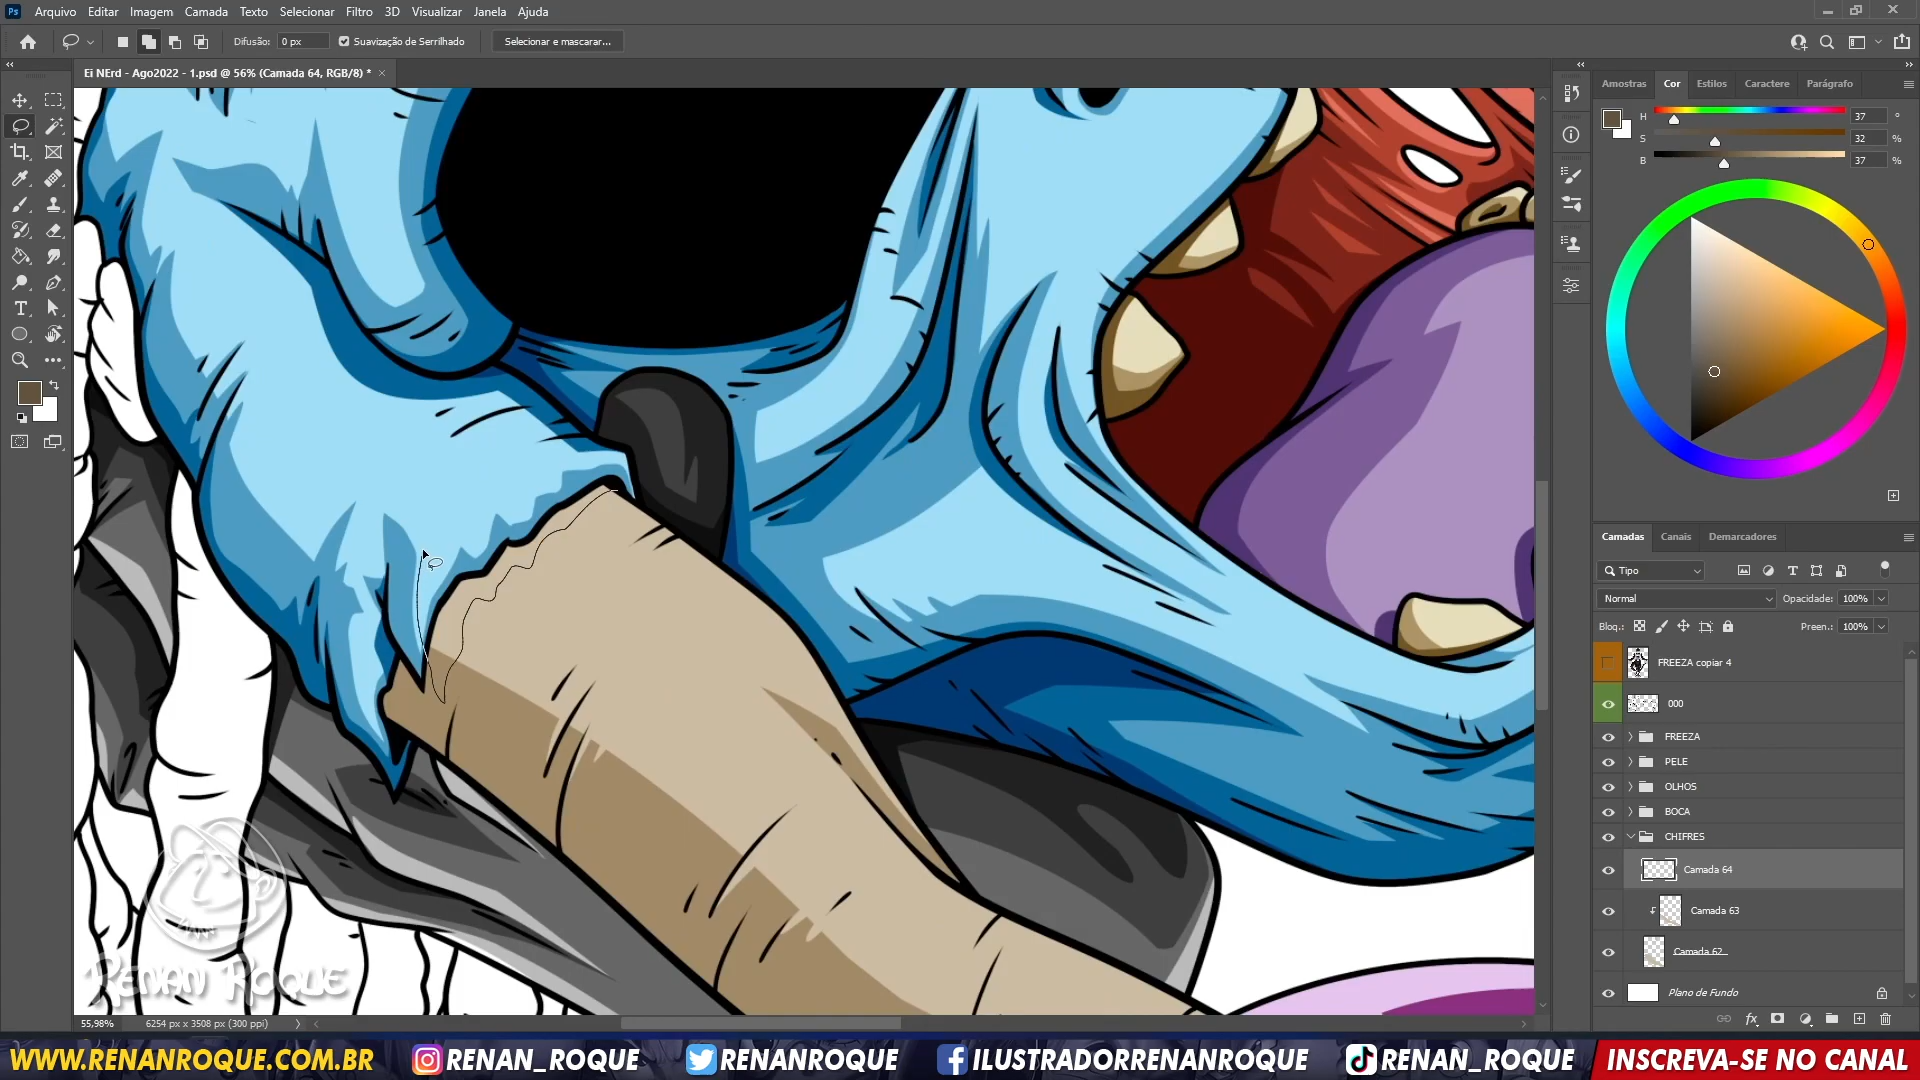 Ps Arquivo Editar Imagem Camada Texto Selecionar Filtro 3D Visualizar Janela Ajuda
Difusão: 0 px Suavização de Serrilhado Selecionar e mascarar...
Ei NErd - Ago2022 - 1.psd @ 56% (Camada 64, RGB/8) *
Amostras Cor Estilos Caractere Parágrafo
H 37 °
S 32 %
B 37 %
Camadas Canais Demarcadores
Tipo
Normal Opacidade: 100%
Bloq.: Preen.: 100%
FREEZA copiar 4
000
FREEZA
PELE
OLHOS
BOCA
CHIFRES
Camada 64
Camada 63
Camada 62
Plano de Fundo
RENAN ROQUE
55,98% 6254 px x 3508 px (300 ppi)
WWW.RENANROQUE.COM.BR RENAN_ROQUE RENANROQUE ILUSTRADORRENANROQUE RENAN_ROQUE INSCREVA-SE NO CANAL